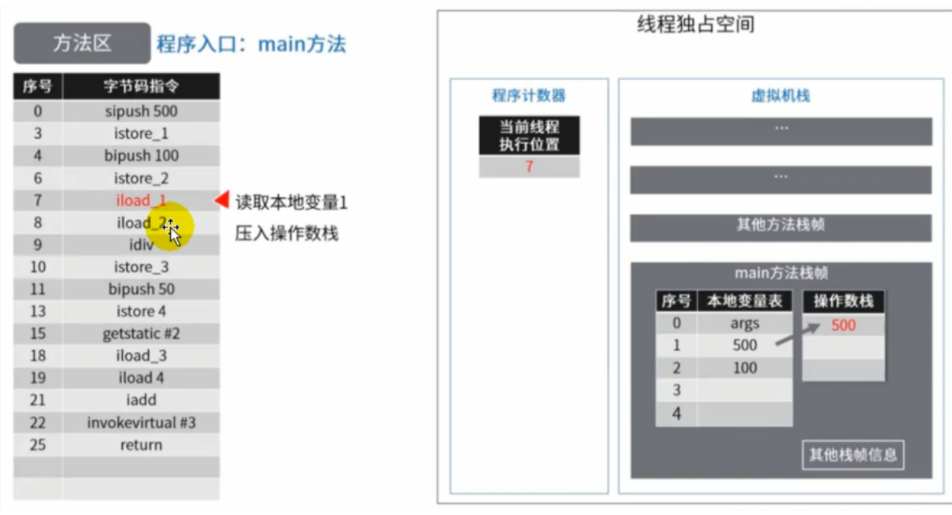 方法区
程序入口：main方法
序号 字节码指令
0 sipush 500
3 istore_1
4 bipush 100
6 istore_2
7 iload_1
8 iload_2
9 idiv
10 istore_3
11 bipush 50
13 istore 4
15 getstatic #2
18 iload_3
19 iload 4
21 iadd
22 invokevirtual #3
25 return
读取本地变量1
压入操作数栈
线程独占空间
程序计数器
当前线程
执行位置
7
虚拟机栈
...
...
其他方法栈帧
main方法栈帧
序号 本地变量表
0 args
1 500
2 100
3
4
操作数栈
500
其他栈帧信息